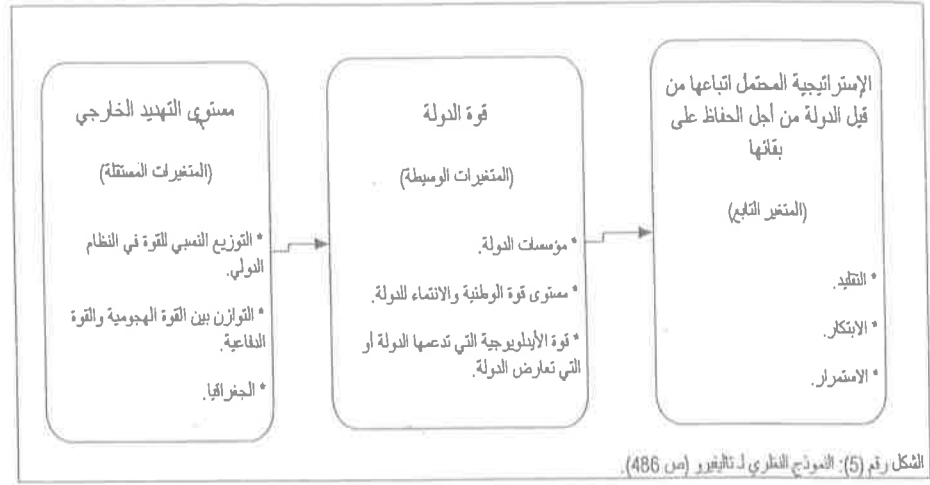 مستوى التهديد الخارجي
(المتغيرات المستقلة)
* التوزيع النسبي للقوة في النظام
الدولي.
* التوازن بين القوة الهجومية والقوة
الدفاعية.
* الجغرافيا.
قوة الدولة
(المتغيرات الوسيطة)
* مؤسسات الدولة.
* مستوى قوة الوطنية والانتماء للدولة.
* قوة الأيدلويرجية التي تدعمها الدولة أو
التي تعارض الدولة.
الإستراتيجية المحتمل اتباعها من
قبل الدولة من أجل الحفاظ على
بقائها
(المتغير التابع)
* التقليد.
* الابتكار.
* الاستمرار.
الشكل رقم (5): النموذج النظري لـ تاليفيرو (ص 486).